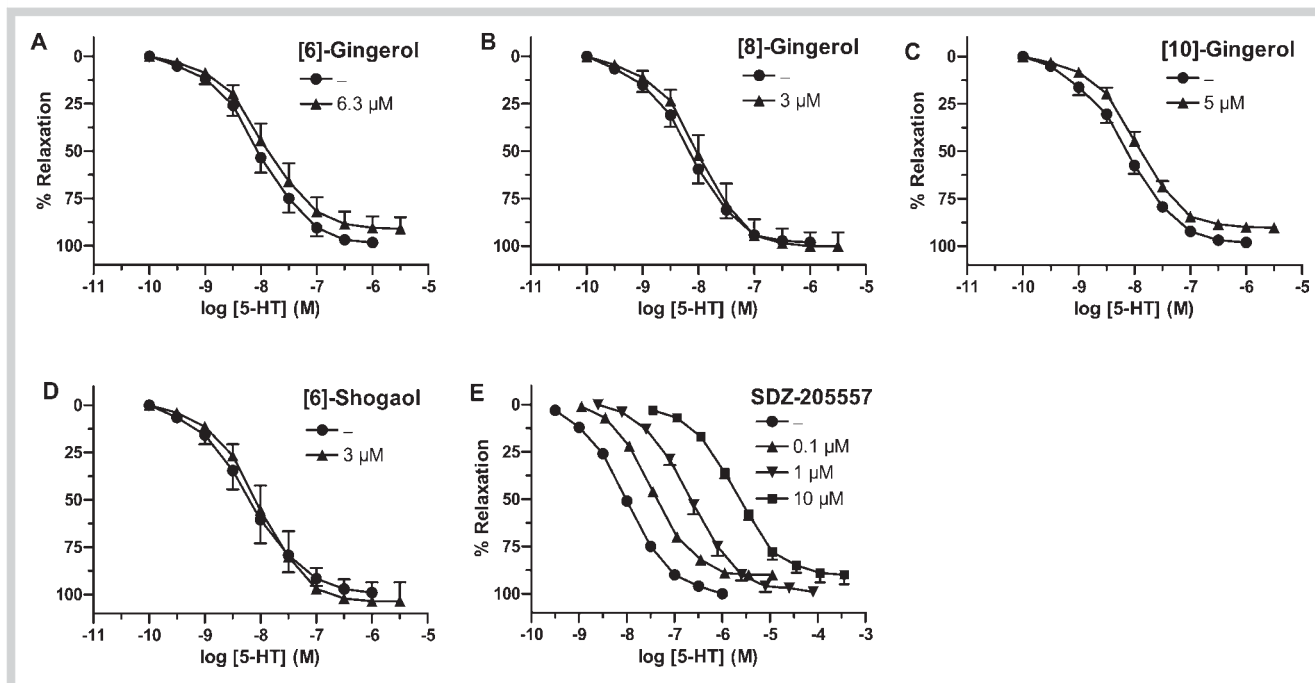 A
[6]-Gingerol
–
6.3 µM
0
25
50
75
100
% Relaxation
-11 -10 -9 -8 -7 -6 -5
log [5-HT] (M)
B
[8]-Gingerol
–
3 µM
0
25
50
75
100
% Relaxation
-11 -10 -9 -8 -7 -6 -5
log [5-HT] (M)
C
[10]-Gingerol
–
5 µM
0
25
50
75
100
% Relaxation
-11 -10 -9 -8 -7 -6 -5
log [5-HT] (M)
D
[6]-Shogaol
–
3 µM
0
25
50
75
100
% Relaxation
-11 -10 -9 -8 -7 -6 -5
log [5-HT] (M)
E
SDZ-205557
–
0.1 µM
1 µM
10 µM
0
25
50
75
100
% Relaxation
-10 -9 -8 -7 -6 -5 -4 -3
log [5-HT] (M)